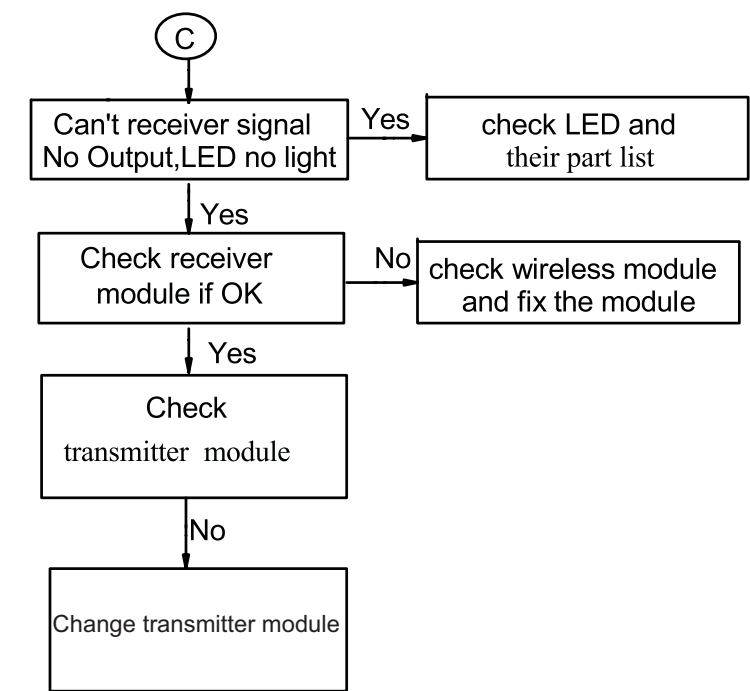 C
Can't receiver signal
No Output,LED no light
Yes
check LED and
their part list
Yes
Check receiver
module if OK
No
check wireless module
and fix the module
Yes
Check
transmitter module
No
Change transmitter module